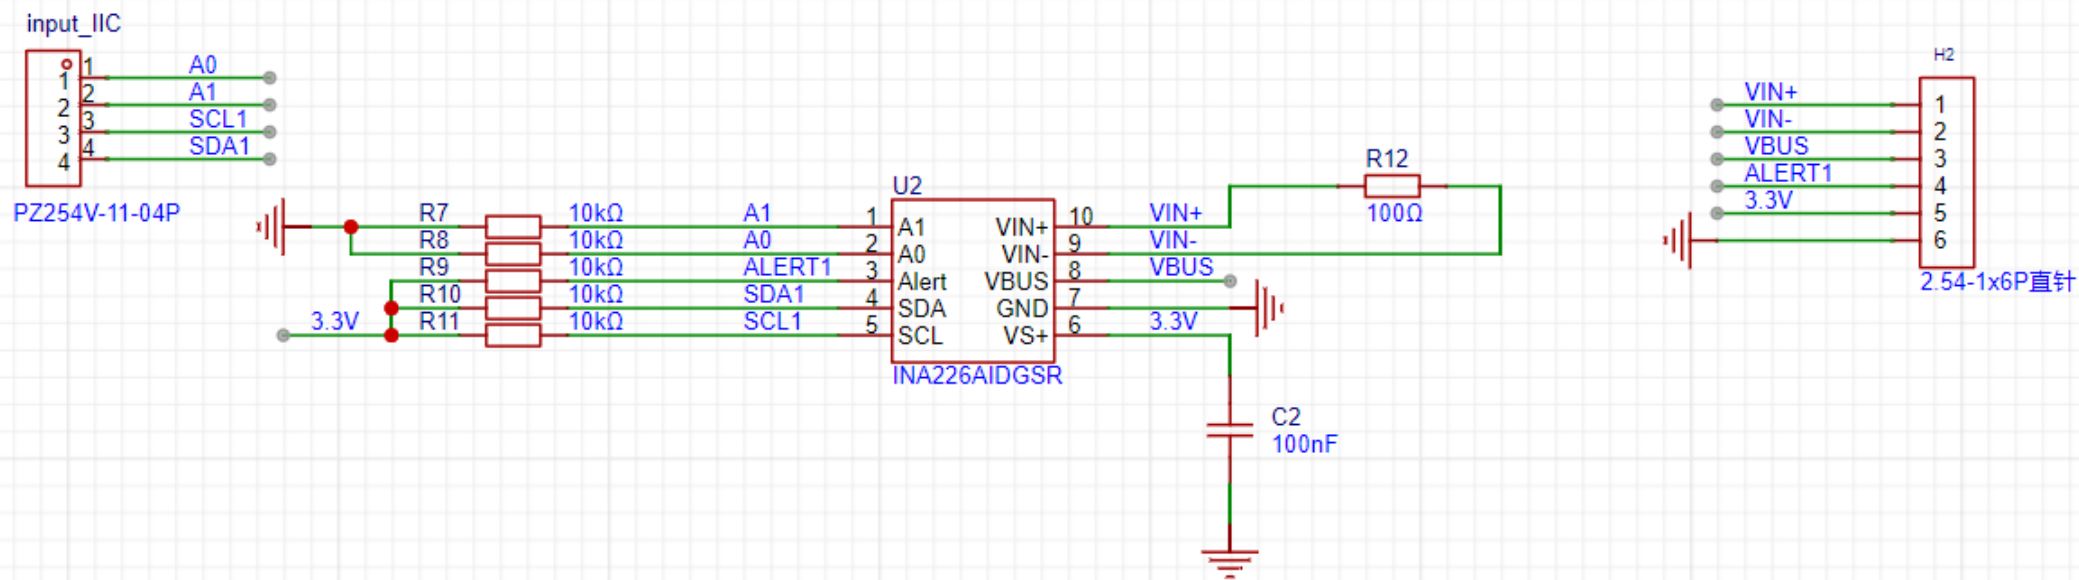 input_IIC
1 1 A0
2 2 A1
3 3 SCL1
4 4 SDA1
PZ254V-11-04P
R7 10kΩ A1 1 A1
R8 10kΩ A0 2 A0
R9 10kΩ ALERT1 3 Alert
R10 10kΩ SDA1 4 SDA
3.3V R11 10kΩ SCL1 5 SCL
U2
VIN+ 10 VIN+
VIN- 9 VIN-
VBUS 8 VBUS
GND 7
VS+ 6 3.3V
INA226AIDGSR
R12
100Ω
C2
100nF
H2
VIN+ 1
VIN- 2
VBUS 3
ALERT1 4
3.3V 5
6
2.54-1x6P直针